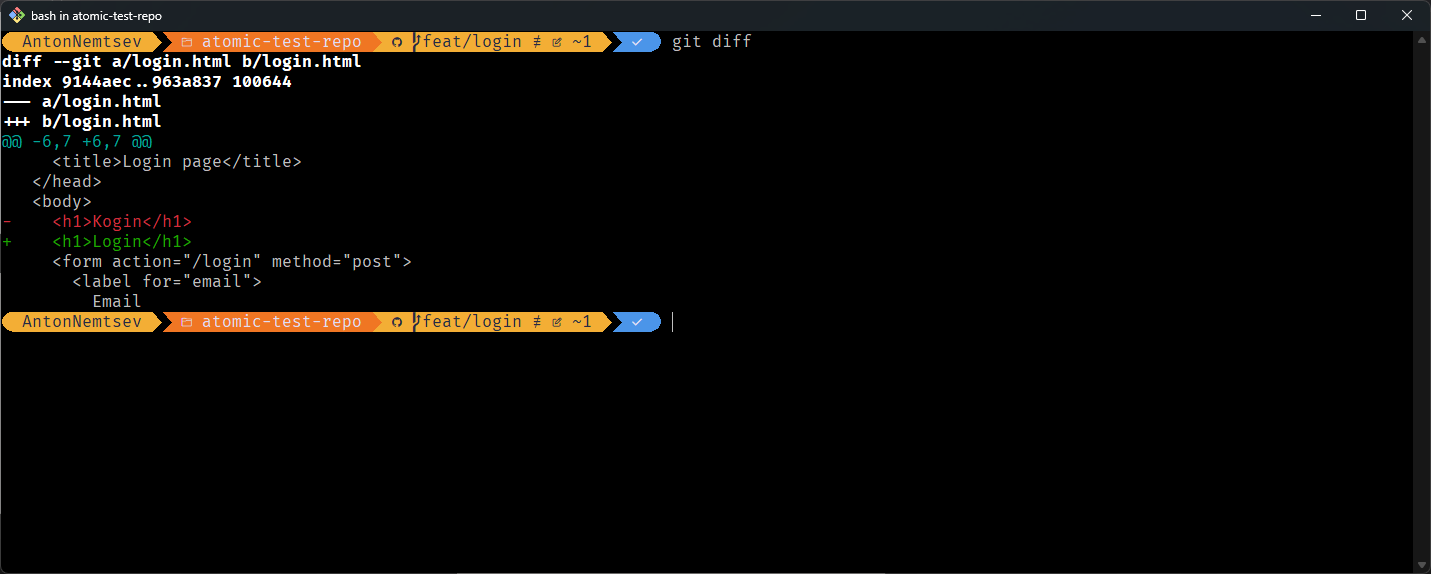 bash in atomic-test-repo
AntonNemtsev atomic-test-repo feat/login ≢ ~1 ✓ git diff
diff --git a/login.html b/login.html
index 9144aec..963a837 100644
--- a/login.html
+++ b/login.html
@@ -6,7 +6,7 @@
     <title>Login page</title>
   </head>
   <body>
-    <h1>Kogin</h1>
+    <h1>Login</h1>
     <form action="/login" method="post">
       <label for="email">
         Email
AntonNemtsev atomic-test-repo feat/login ≢ ~1 ✓